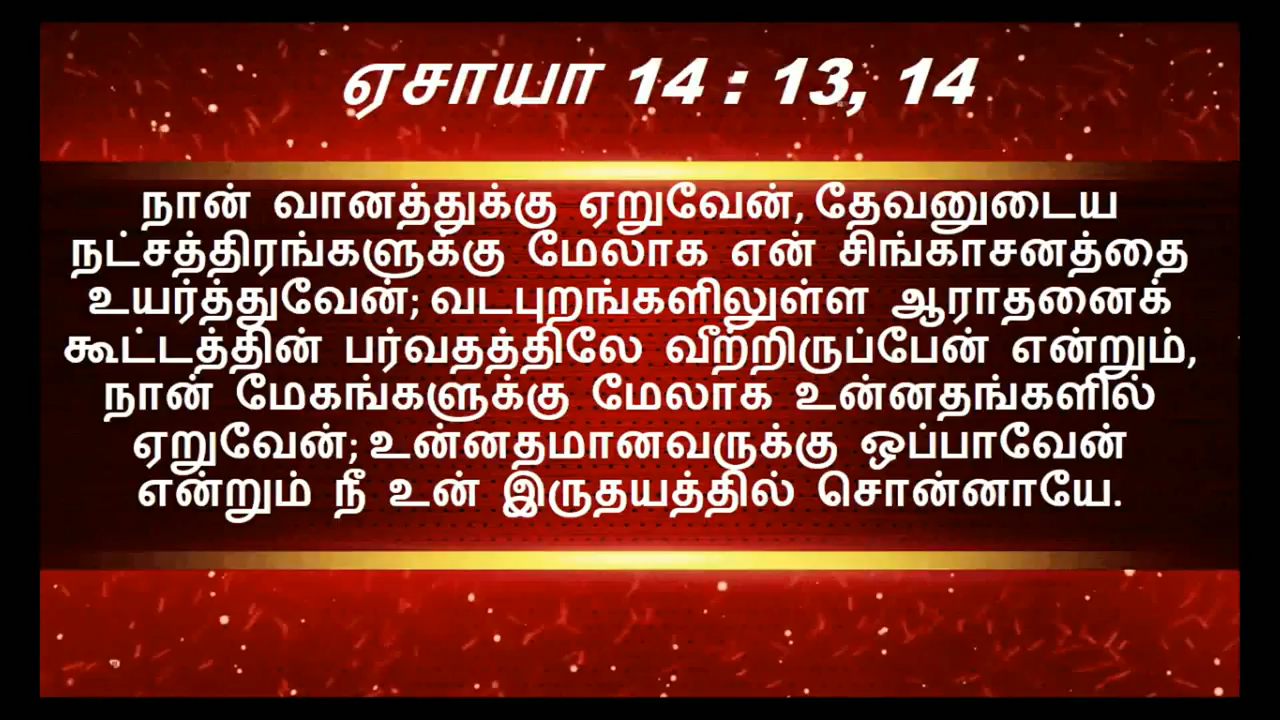 ஏசாயா 14 : 13, 14
நான் வானத்துக்கு ஏறுவேன், தேவனுடைய
நட்சத்திரங்களுக்கு மேலாக என் சிங்காசனத்தை
உயர்த்துவேன்; வடபுறங்களிலுள்ள ஆராதனைக்
கூட்டத்தின் பர்வதத்திலே வீற்றிருப்பேன் என்றும்,
நான் மேகங்களுக்கு மேலாக உன்னதங்களில்
ஏறுவேன்; உன்னதமானவருக்கு ஒப்பாவேன்
என்றும் நீ உன் இருதயத்தில் சொன்னாயே.